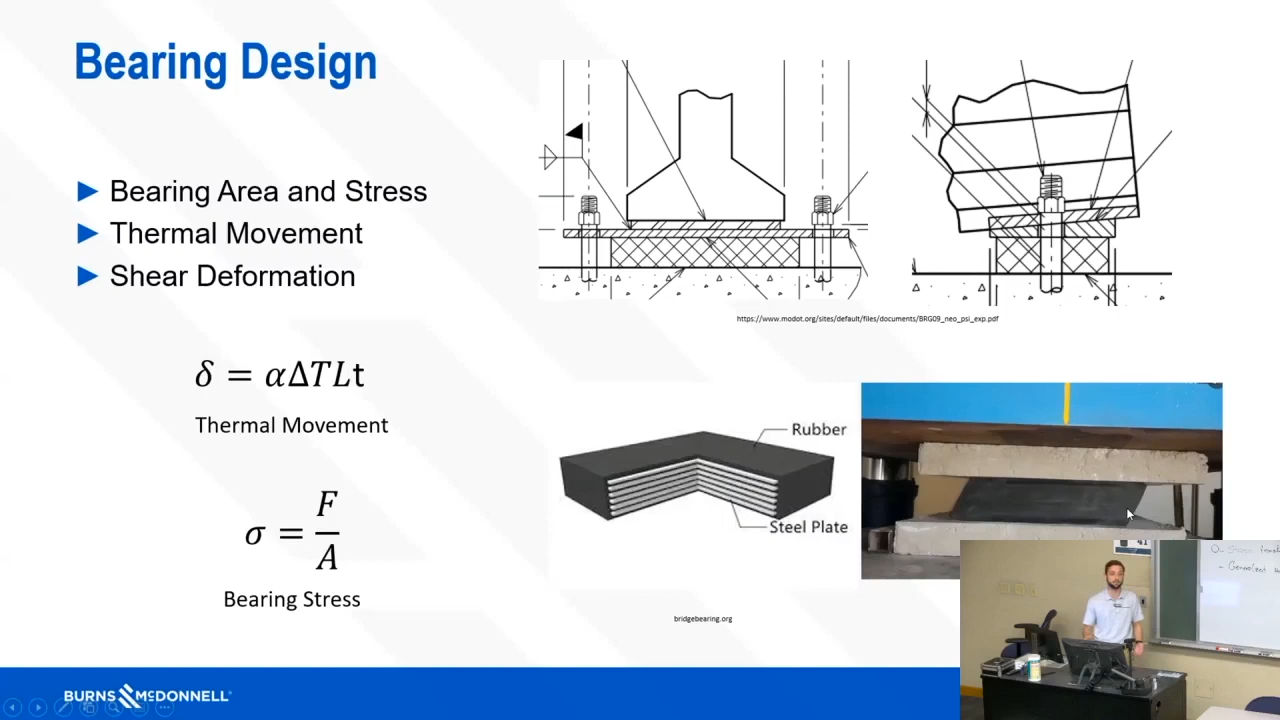 Bearing Design
Bearing Area and Stress
Thermal Movement
Shear Deformation
δ = αΔTLt
Thermal Movement
σ = F/A
Bearing Stress
https://www.modot.org/sites/default/files/documents/BRG09_neo_psi_exp.pdf
Rubber
Steel Plate
bridgebearing.org
BURNS McDONNELL